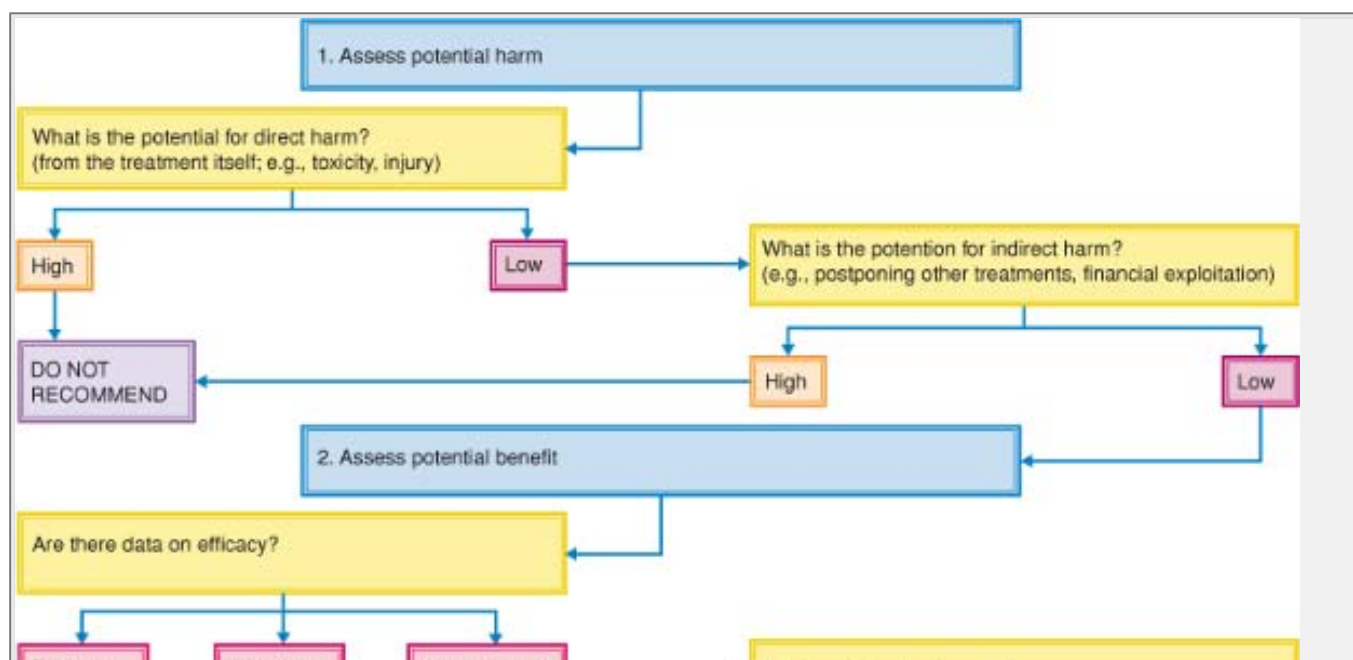 1. Assess potential harm
What is the potential for direct harm?
(from the treatment itself; e.g., toxicity, injury)
High
Low
What is the potention for indirect harm?
(e.g., postponing other treatments, financial exploitation)
DO NOT
RECOMMEND
High
Low
2. Assess potential benefit
Are there data on efficacy?